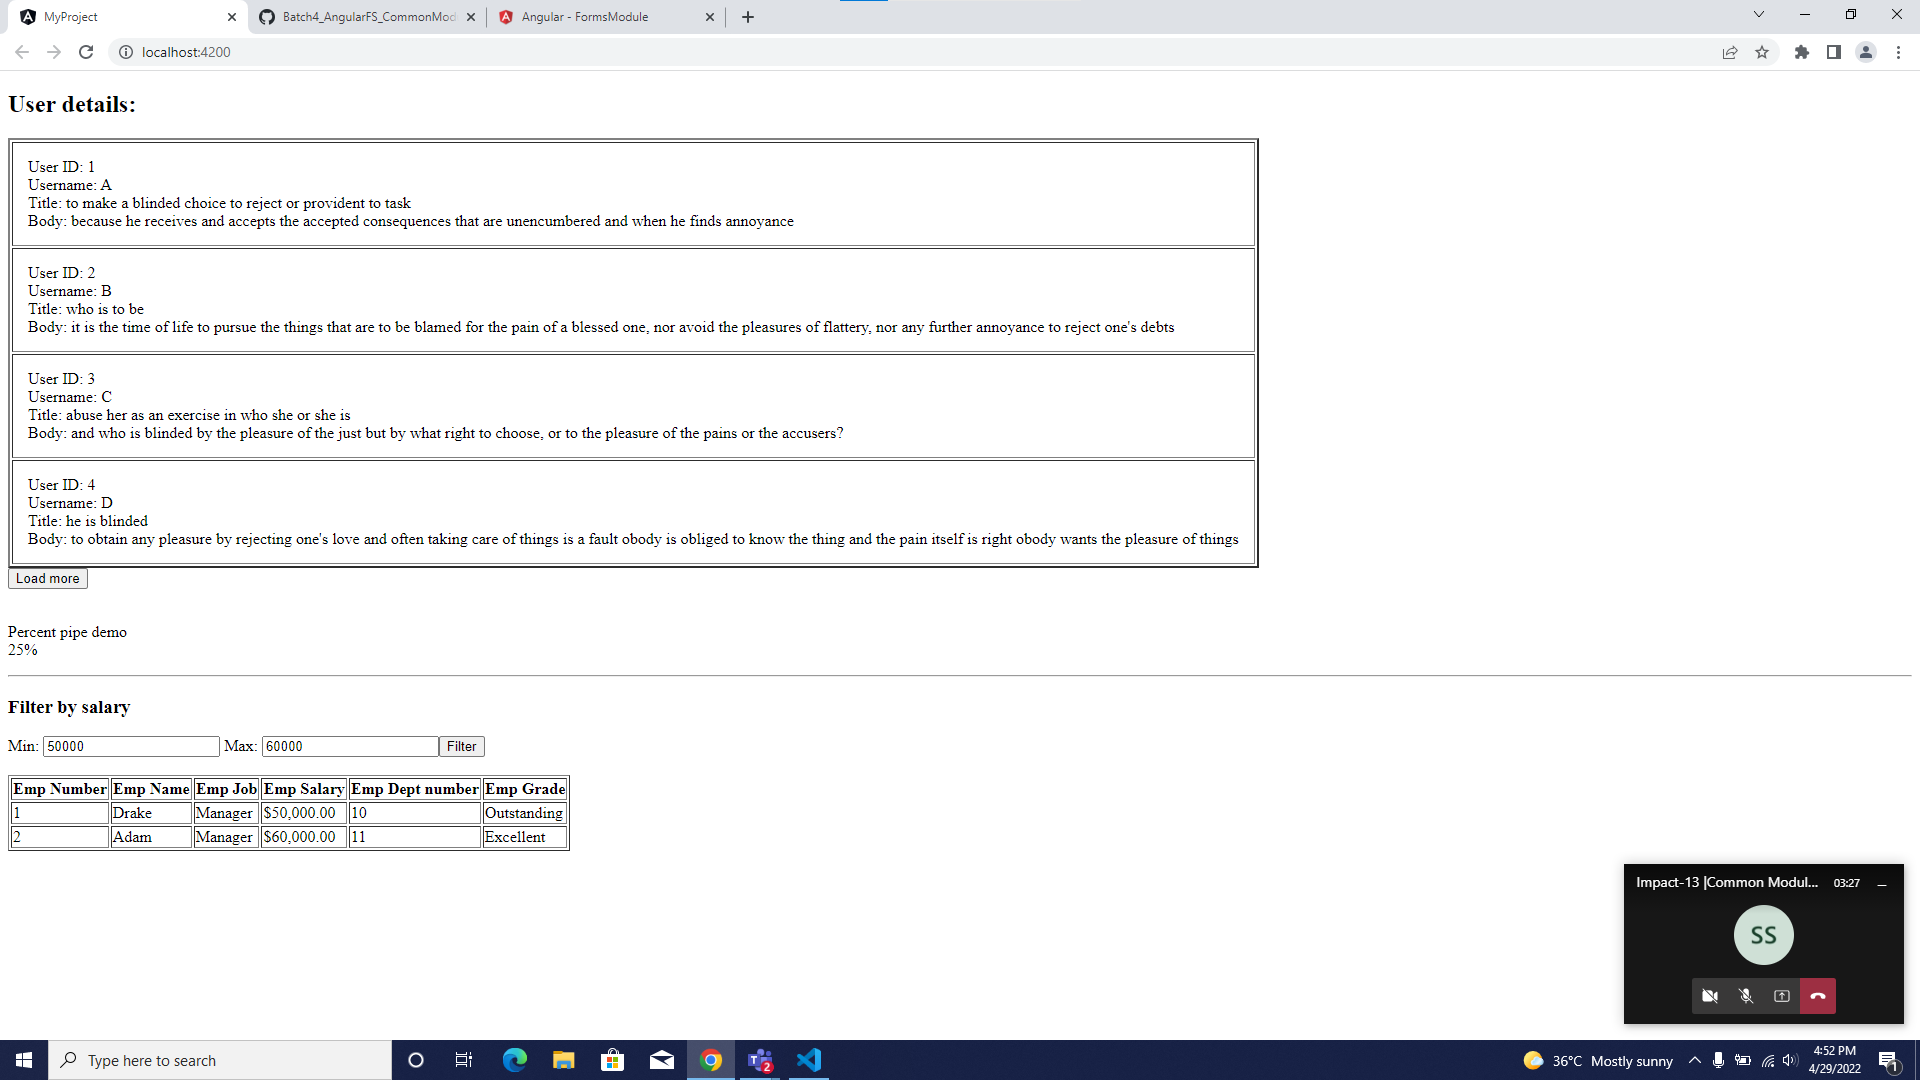 MyProject
Batch4_AngularFS_CommonMod
Angular - FormsModule
localhost:4200
User details:
User ID: 1
Username: A
Title: to make a blinded choice to reject or provident to task
Body: because he receives and accepts the accepted consequences that are unencumbered and when he finds annoyance
User ID: 2
Username: B
Title: who is to be
Body: it is the time of life to pursue the things that are to be blamed for the pain of a blessed one, nor avoid the pleasures of flattery, nor any further annoyance to reject one's debts
User ID: 3
Username: C
Title: abuse her as an exercise in who she or she is
Body: and who is blinded by the pleasure of the just but by what right to choose, or to the pleasure of the pains or the accusers?
User ID: 4
Username: D
Title: he is blinded
Body: to obtain any pleasure by rejecting one's love and often taking care of things is a fault obody is obliged to know the thing and the pain itself is right obody wants the pleasure of things
Load more
Percent pipe demo
25%
Filter by salary
Min: 50000 Max: 60000 Filter
Emp Number Emp Name Emp Job Emp Salary Emp Dept number Emp Grade
1 Drake Manager $50,000.00 10 Outstanding
2 Adam Manager $60,000.00 11 Excellent
Impact-13 |Common Modul... 03:27
SS
Type here to search
T 2
36°C Mostly sunny
4:52 PM
4/29/2022
1